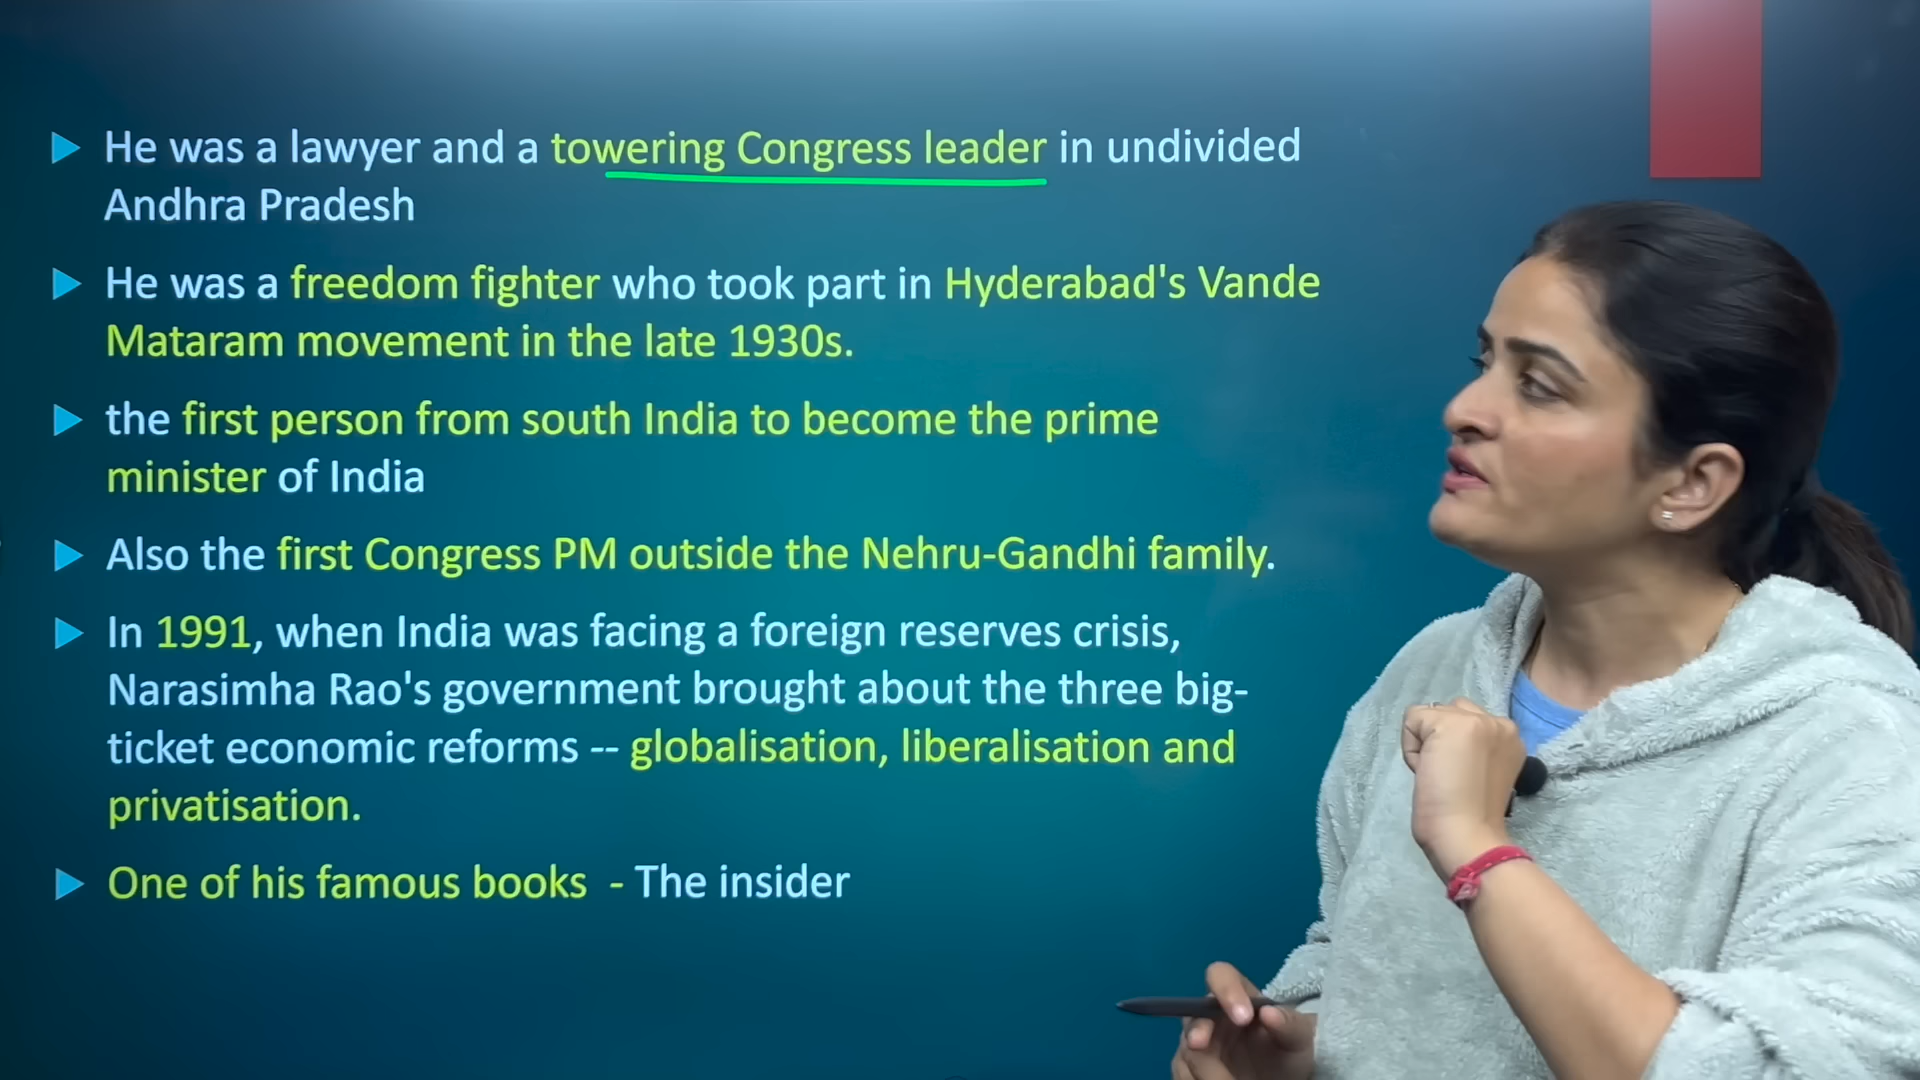 He was a lawyer and a towering Congress leader in undivided
Andhra Pradesh
He was a freedom fighter who took part in Hyderabad's Vande
Mataram movement in the late 1930s.
the first person from south India to become the prime
minister of India
Also the first Congress PM outside the Nehru-Gandhi family.
In 1991, when India was facing a foreign reserves crisis,
Narasimha Rao's government brought about the three big-
ticket economic reforms -- globalisation, liberalisation and
privatisation.
One of his famous books - The insider